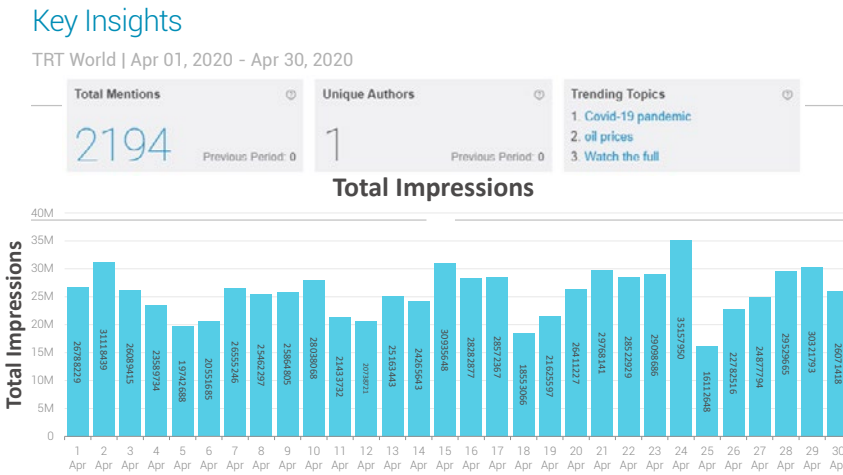 Key Insights
TRT World | Apr 01, 2020 - Apr 30, 2020
Total Mentions
2194
Previous Period: 0
Unique Authors
1
Previous Period: 0
Trending Topics
1. Covid-19 pandemic
2. oil prices
3. Watch the full
Total Impressions
Total Impressions
40M
35M
30M
25M
20M
15M
10M
5M
0
26788229
31118439
26089415
23589734
19742688
20551685
26555246
25462297
25864805
28038068
21433732
20738721
25163443
24265643
30935648
28282877
28572367
18553066
21625597
26411227
29768141
28522929
29098686
35157950
16112648
22782516
24877794
29529665
30321793
26071418
1 Apr
2 Apr
3 Apr
4 Apr
5 Apr
6 Apr
7 Apr
8 Apr
9 Apr
10 Apr
11 Apr
12 Apr
13 Apr
14 Apr
15 Apr
16 Apr
17 Apr
18 Apr
19 Apr
20 Apr
21 Apr
22 Apr
23 Apr
24 Apr
25 Apr
26 Apr
27 Apr
28 Apr
29 Apr
30 Apr